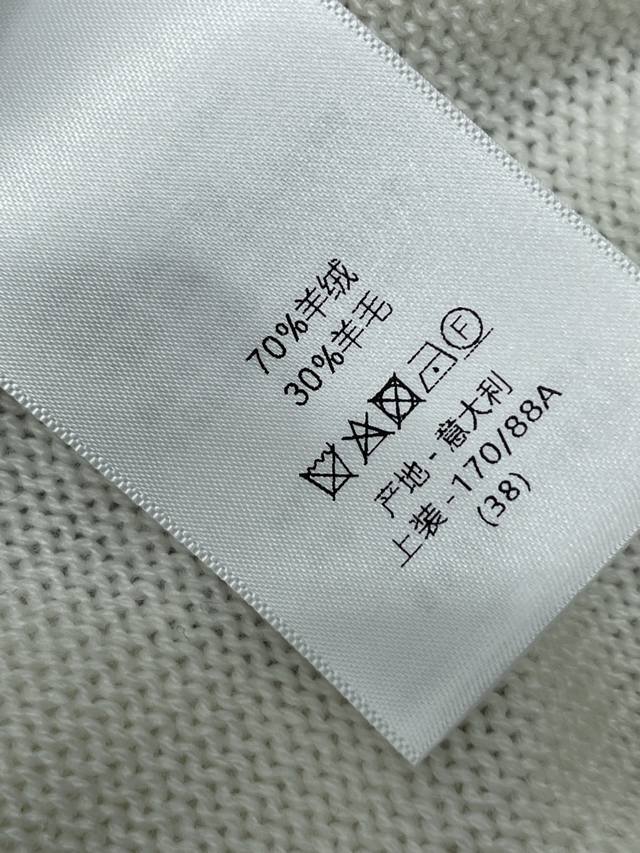 70%羊绒
30%羊毛
F
产地 - 意大利
上装 -170/88A
(38)